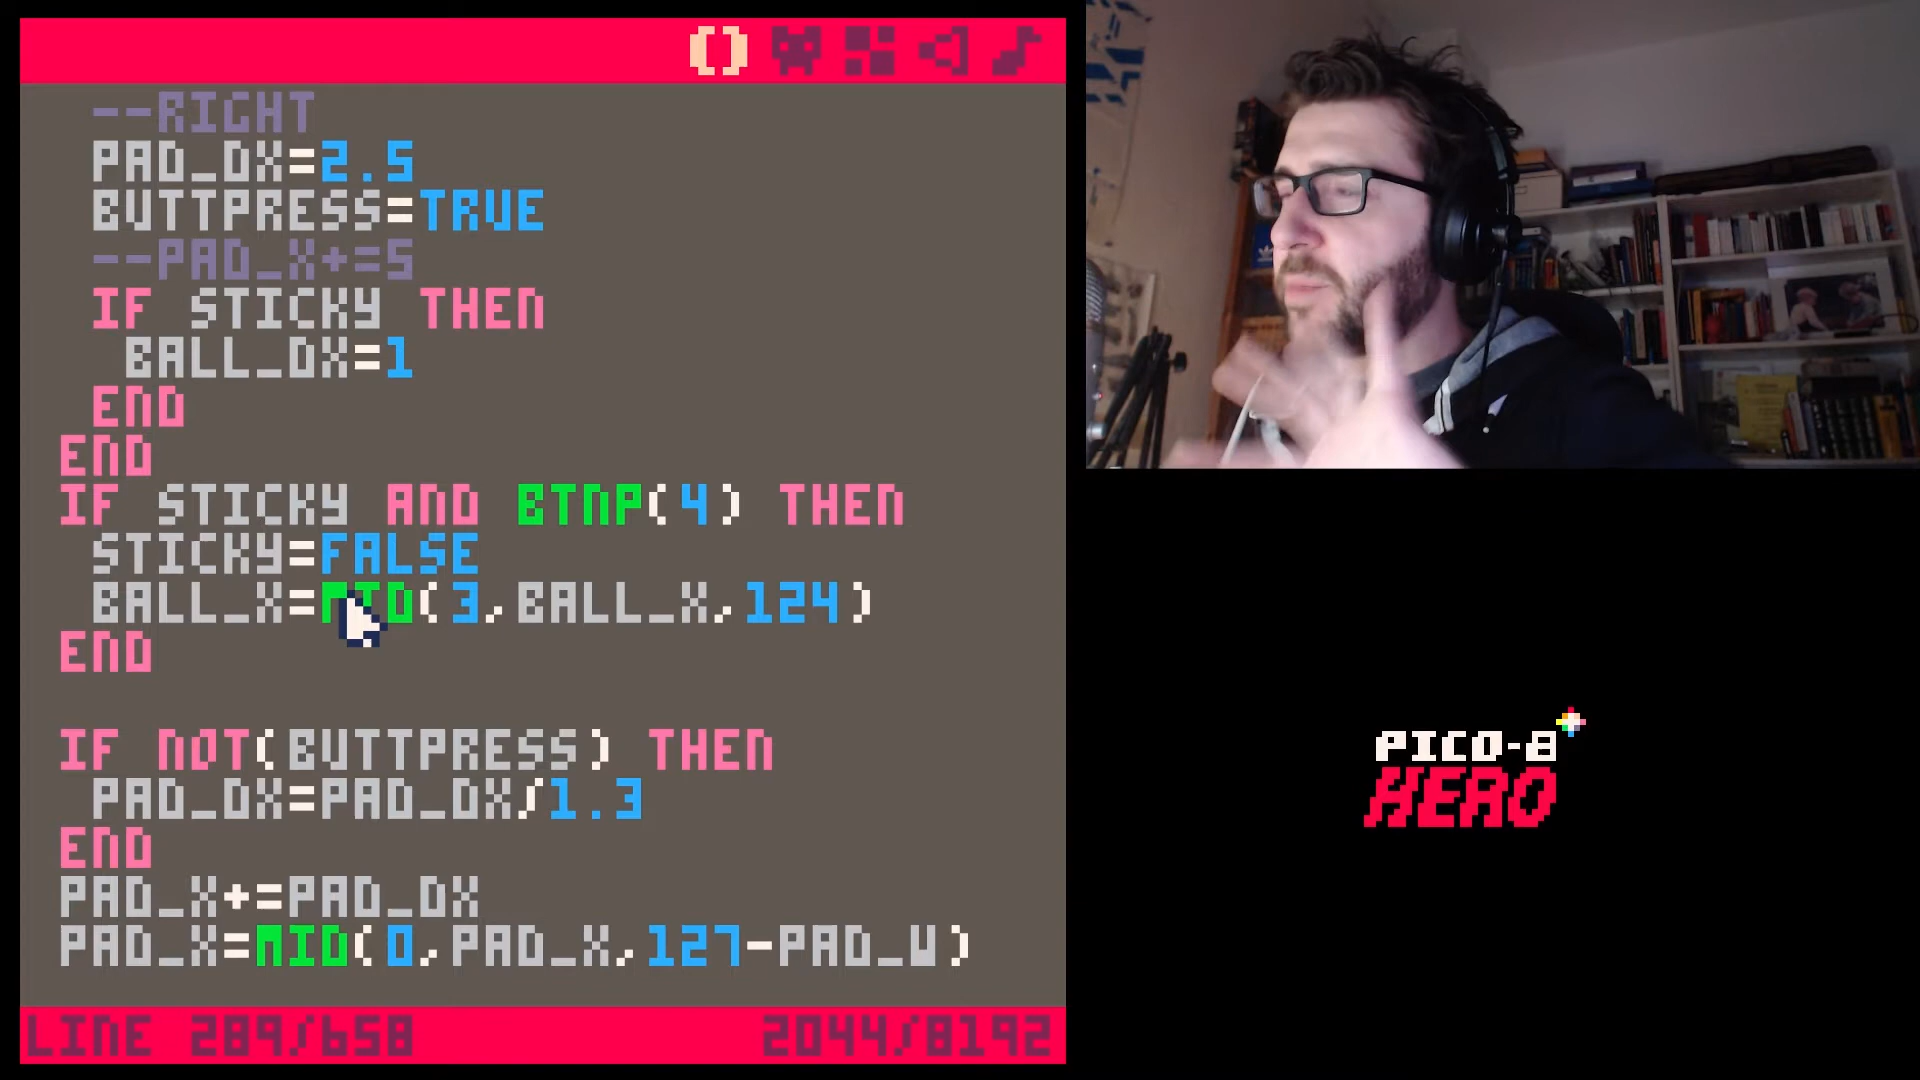 --RIGHT
PAD_DX=2.5
BUTTPRESS=TRUE
--PAD_X+=5
IF STICKY THEN
BALL_DX=1
END
END
IF STICKY AND BTNP(4) THEN
STICKY=FALSE
BALL_X=MID(3,BALL_X,124)
END
IF NOT(BUTTPRESS) THEN
PAD_DX=PAD_DX/1.3
END
PAD_X+=PAD_DX
PAD_X=MID(0,PAD_X,127-PAD_W)
LINE 289/658
2044/8192
PICO-8
HERO